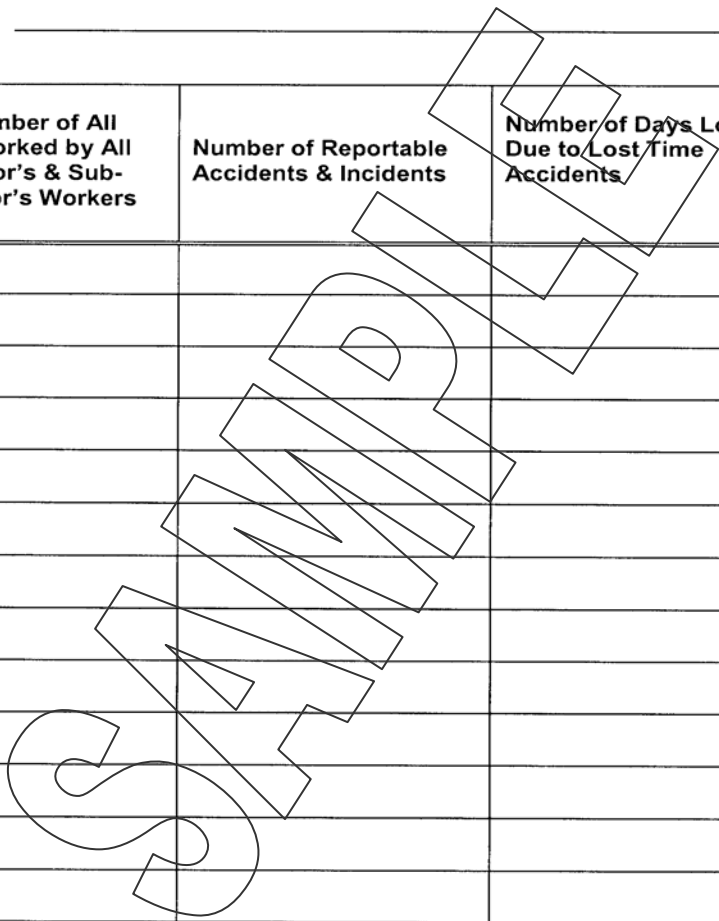 nber of All
orked by All
or's & Sub-
or's Workers
Number of Reportable
Accidents & Incidents
Number of Days Lo
Due to Lost Time
Accidents
SAMPLE